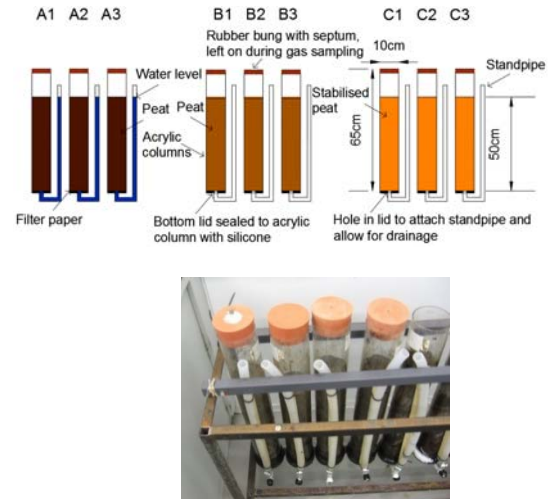 A1 A2 A3
B1 B2 B3
C1 C2 C3
Rubber bung with septum,
left on during gas sampling
10cm
Standpipe
Water level
Peat
Peat
Stabilised
peat
Acrylic
columns
65cm
50cm
Filter paper
Bottom lid sealed to acrylic
column with silicone
Hole in lid to attach standpipe and
allow for drainage